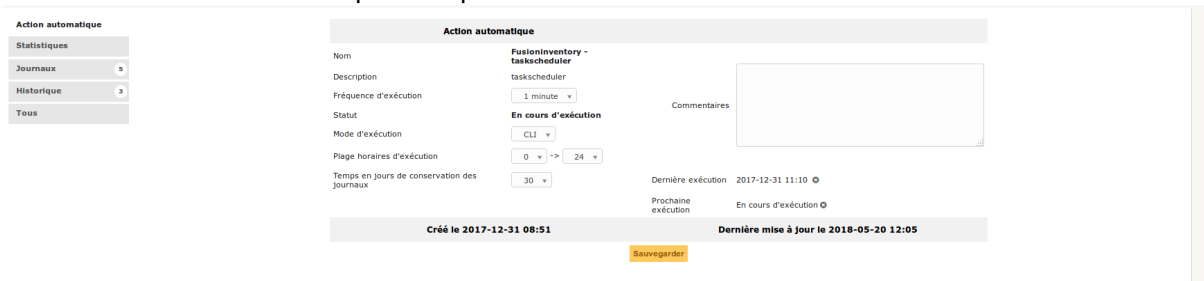 Action automatique
Statistiques
Journaux 5
Historique 3
Tous
Action automatique
Nom
Fusioninventory -
taskscheduler
Description
taskscheduler
Fréquence d'exécution
1 minute
Statut
En cours d'exécution
Mode d'exécution
CLI
Plage horaires d'exécution
0 -> 24
Temps en jours de conservation des
journaux
30
Commentaires
Dernière exécution 2017-12-31 11:10
Prochaine
exécution
En cours d'exécution
Créé le 2017-12-31 08:51
Dernière mise à jour le 2018-05-20 12:05
Sauvegarder